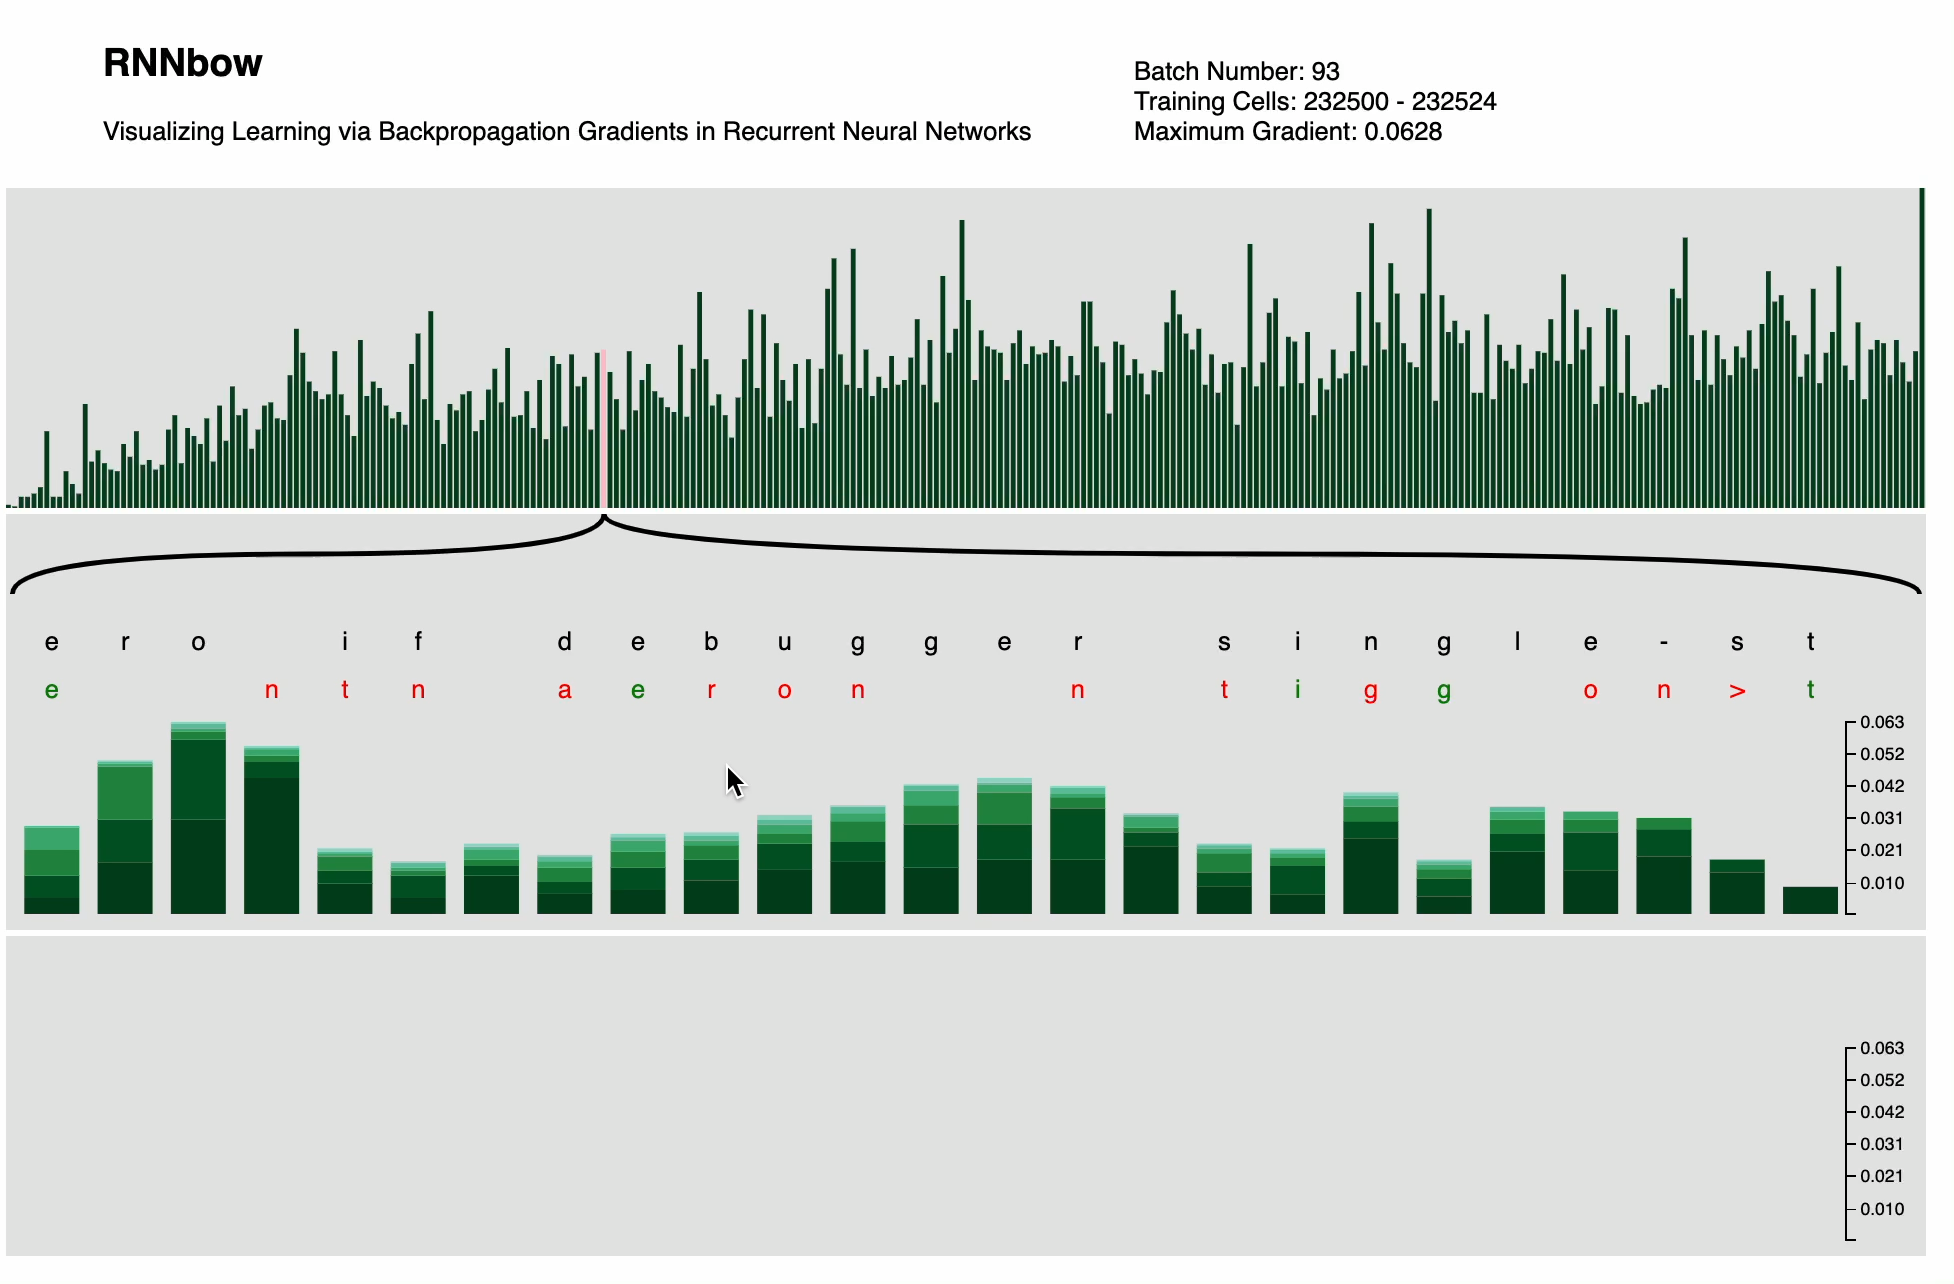 RNNbow
Visualizing Learning via Backpropagation Gradients in Recurrent Neural Networks
Batch Number: 93
Training Cells: 232500 - 232524
Maximum Gradient: 0.0628
e r o   i f   d e b u g g e r   s i n g l e - s t
e n t n a e r o n n t i g g o n > t
0.063
0.052
0.042
0.031
0.021
0.010
0.063
0.052
0.042
0.031
0.021
0.010